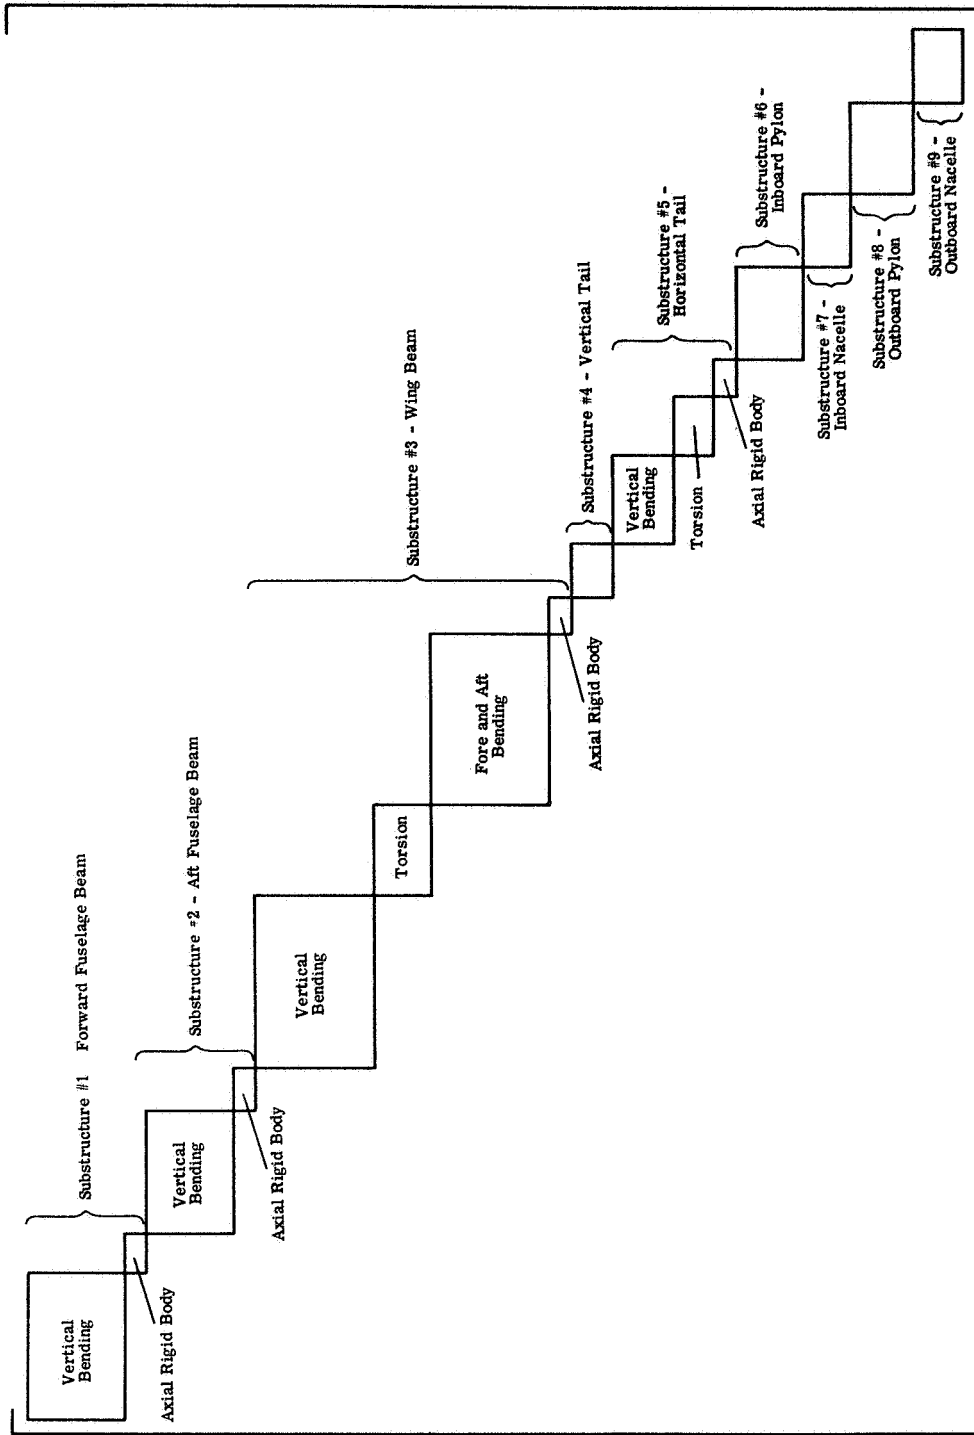 Substructure #1 Forward Fuselage Beam
Vertical
Bending
Axial Rigid Body
Substructure #2 - Aft Fuselage Beam
Vertical
Bending
Axial Rigid Body
Substructure #3 - Wing Beam
Vertical
Bending
Torsion
Fore and Aft
Bending
Axial Rigid Body
Substructure #4 - Vertical Tail
Substructure #5 -
Horizontal Tail
Vertical
Bending
Torsion
Axial Rigid Body
Substructure #6 -
Inboard Pylon
Substructure #7 -
Inboard Nacelle
Substructure #8 -
Outboard Pylon
Substructure #9 -
Outboard Nacelle